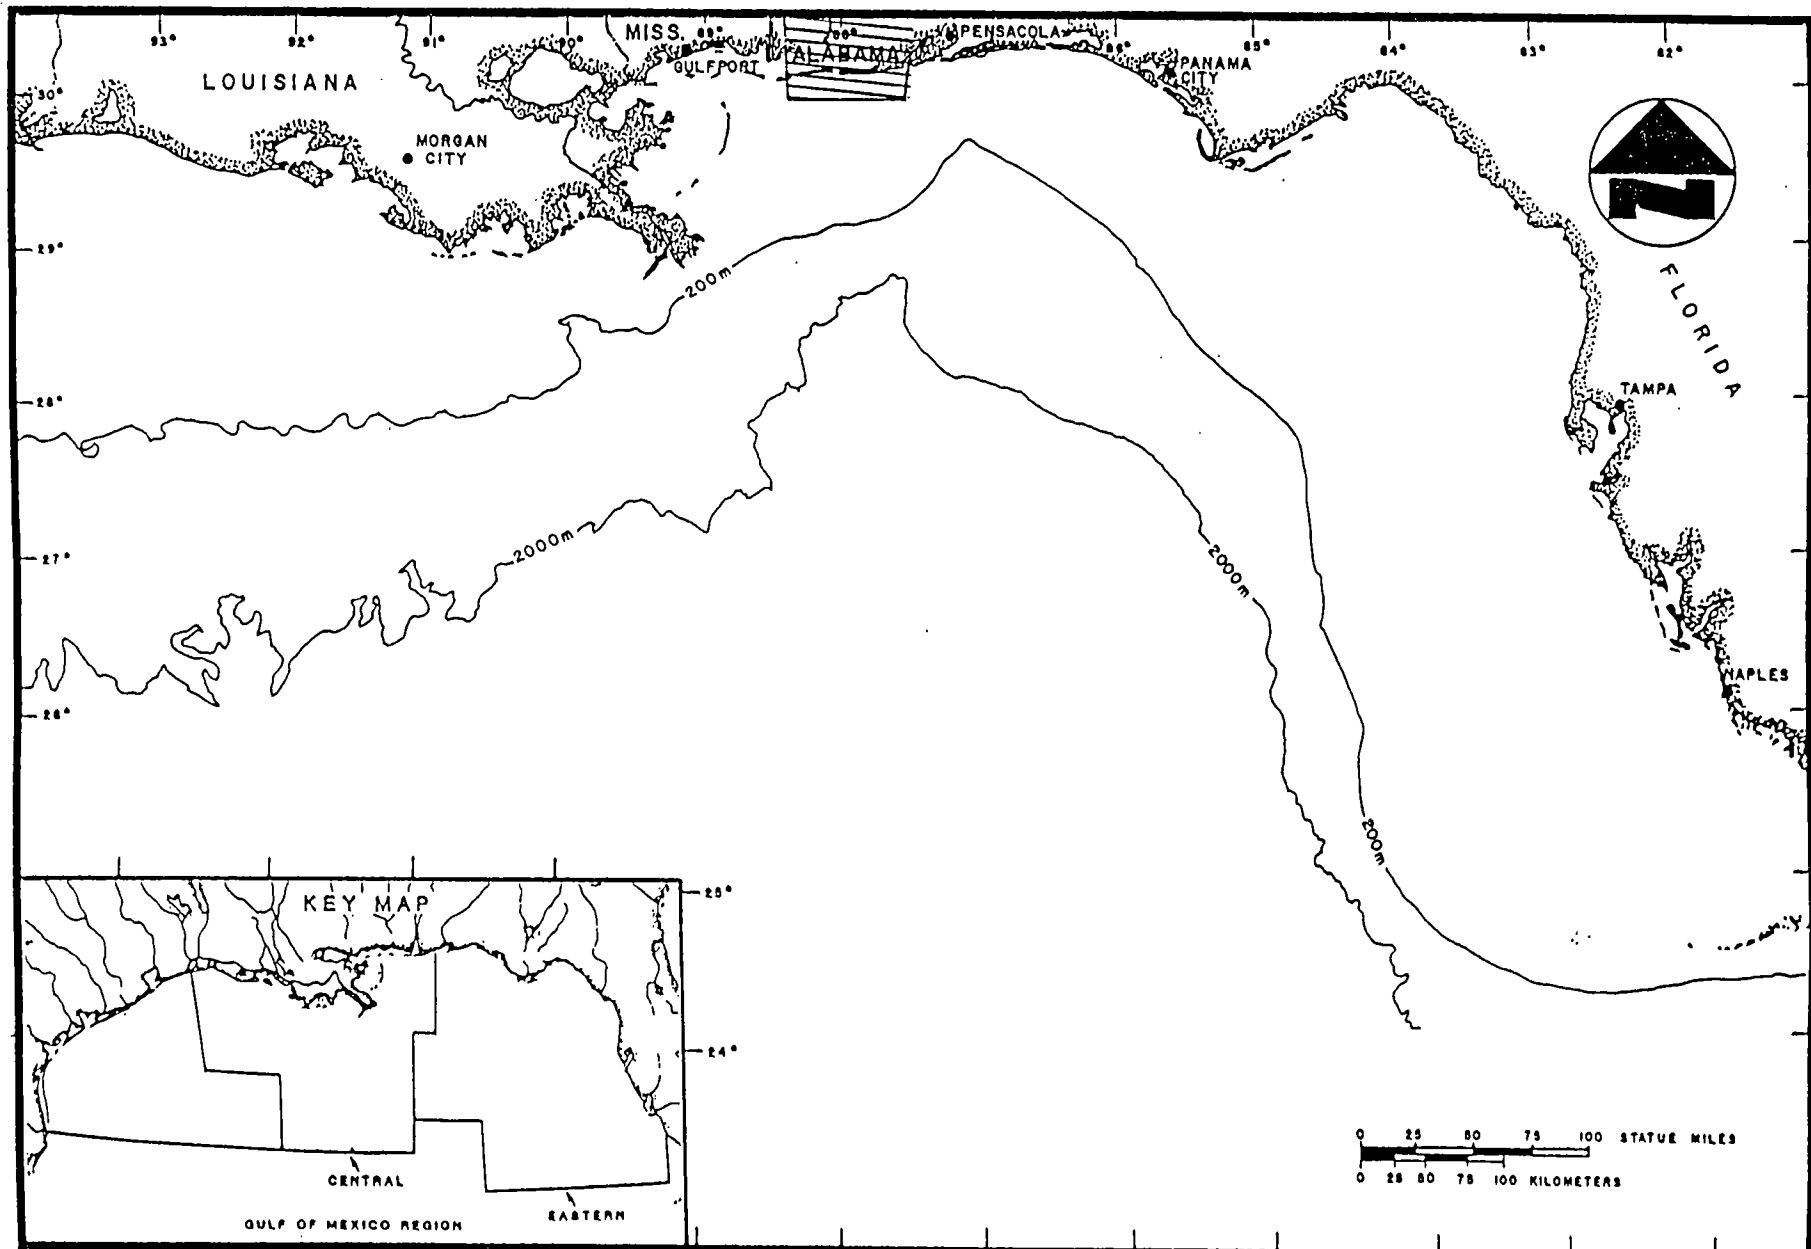 93° 92° 91° 90° 89° 88° 86° 85° 84° 83° 82°
MISS.
PENSACOLA
ALABAMA
GULFPORT
PANAMA
CITY
LOUISIANA
30°
MORGAN
CITY
29°
200m
FLORIDA
28°
TAMPA
2000m
27°
2000m
NAPLES
26°
200m
25°
KEY MAP
24°
CENTRAL
EASTERN
GULF OF MEXICO REGION
0 25 50 75 100 STATUE MILES
0 25 50 75 100 KILOMETERS